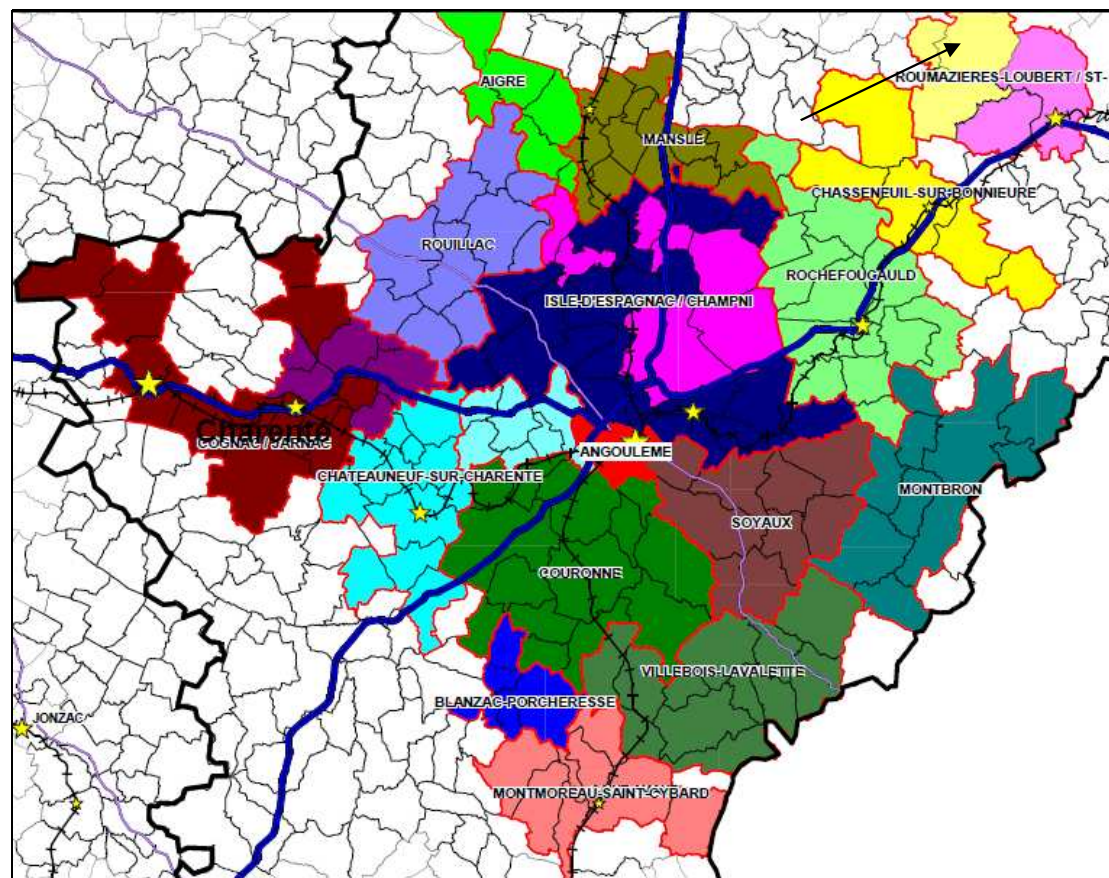 AIGRE
ROUMAZIERES-LOUBERT / ST-
MANSLE
CHASSENEUIL-SUR-BONNIEURE
ROUILLAC
ROCHEFOUGAULD
ISLE-D'ESPAGNAC / CHAMPNI
Charente
COGNAC / JARNAC
ANGOULEME
CHATEAUNEUF-SUR-CHARENTE
MONTBRON
SOYAUX
COURONNE
VILLEBOIS-LAVALETTE
BLANZAC-PORCHERESSE
JONZAC
MONTMOREAU-SAINT-CYBARD